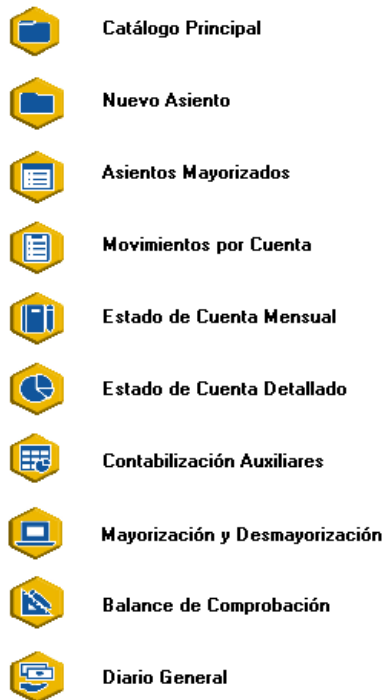 Catálogo Principal
Nuevo Asiento
Asientos Mayorizados
Movimientos por Cuenta
Estado de Cuenta Mensual
Estado de Cuenta Detallado
Contabilización Auxiliares
Mayorización y Desmayorización
Balance de Comprobación
Diario General